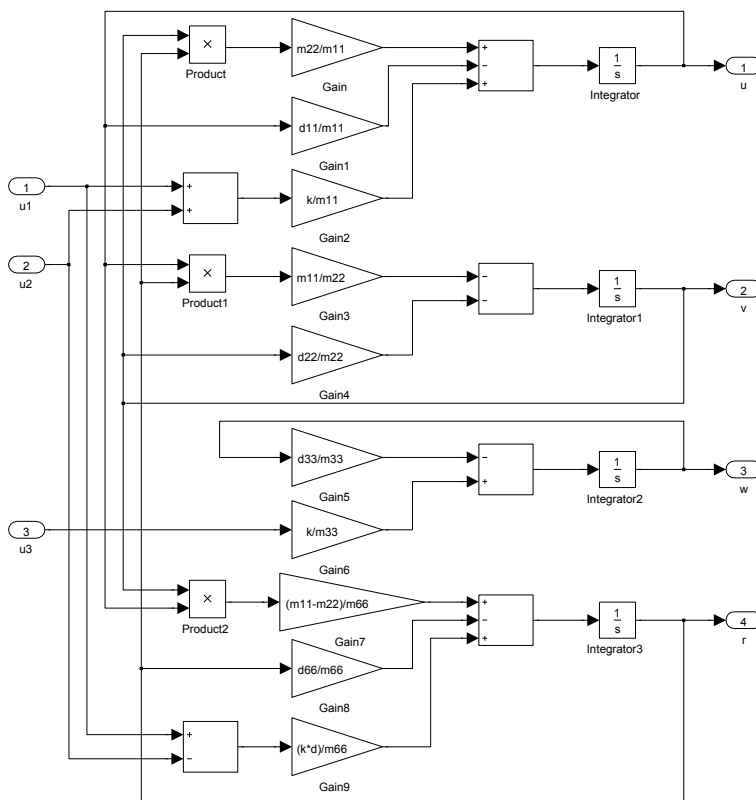 ×
Product
m22/m11
Gain
+
−
+
1
s
Integrator
1
u
d11/m11
Gain1
1
u1
+
+
k/m11
Gain2
2
u2
×
Product1
m11/m22
Gain3
−
−
1
s
Integrator1
2
v
d22/m22
Gain4
d33/m33
Gain5
−
+
1
s
Integrator2
3
w
3
u3
k/m33
Gain6
×
Product2
(m11-m22)/m66
Gain7
+
−
+
1
s
Integrator3
4
r
d66/m66
Gain8
+
−
(k*d)/m66
Gain9